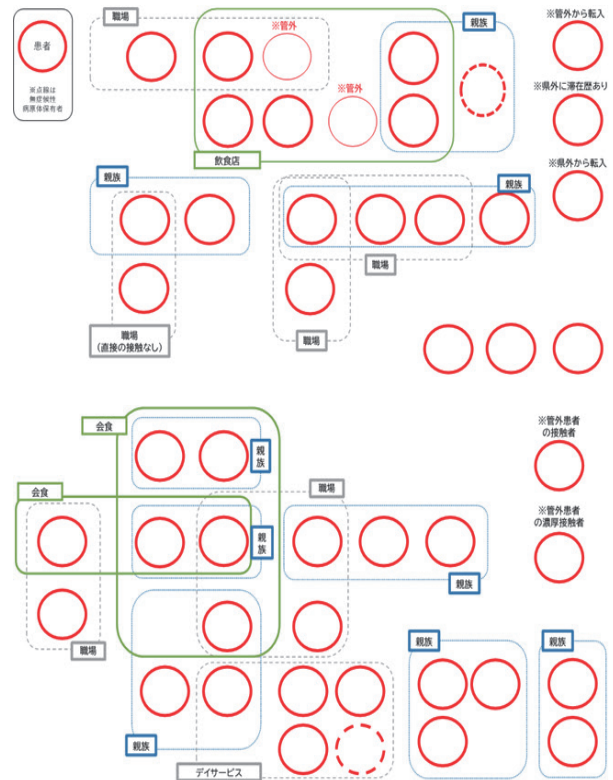 患者
※点線は
無症候性
病原体保有者
職場
※管外
※管外
親族
飲食店
※管外から転入
※県外に滞在歴あり
※県外から転入
親族
職場
(直接の接触なし)
親族
職場
職場
会食
親
族
会食
職場
親
族
職場
親族
親族
デイサービス
※管外患者
の接触者
※管外患者
の濃厚接触者
親族
親族